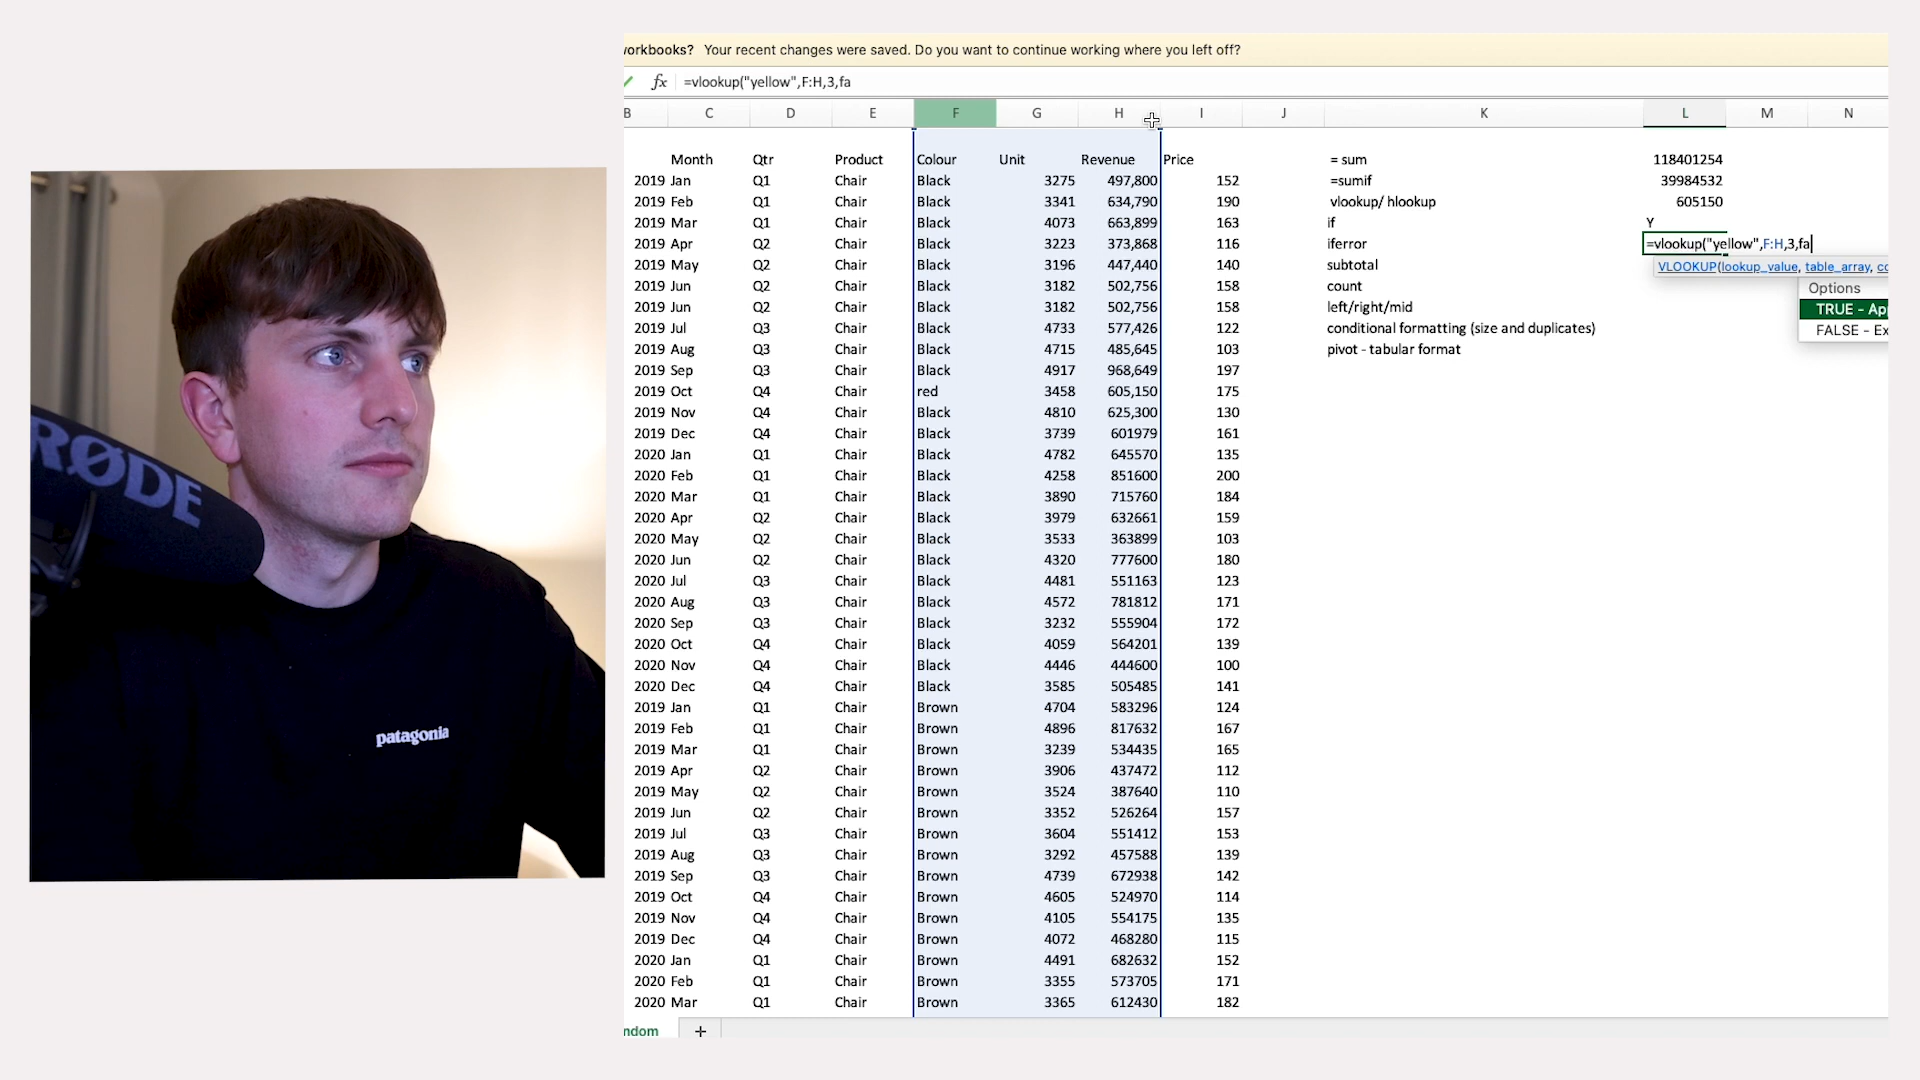 workbooks? Your recent changes were saved. Do you want to continue working where you left off?
fx =vlookup("yellow",F:H,3,fa
B C D E F G H I J K L M N
Month Qtr Product Colour Unit Revenue Price = sum 118401254
2019 Jan Q1 Chair Black 3275 497,800 152 =sumif 39984532
2019 Feb Q1 Chair Black 3341 634,790 190 vlookup/ hlookup 605150
2019 Mar Q1 Chair Black 4073 663,899 163 if Y
2019 Apr Q2 Chair Black 3223 373,868 116 iferror =vlookup("yellow",F:H,3,fa
2019 May Q2 Chair Black 3196 447,440 140 subtotal VLOOKUP(lookup_value, table_array, co
2019 Jun Q2 Chair Black 3182 502,756 158 count Options
2019 Jun Q2 Chair Black 3182 502,756 158 left/right/mid TRUE - Ap
2019 Jul Q3 Chair Black 4733 577,426 122 conditional formatting (size and duplicates) FALSE - Ex
2019 Aug Q3 Chair Black 4715 485,645 103 pivot - tabular format
2019 Sep Q3 Chair Black 4917 968,649 197
2019 Oct Q4 Chair red 3458 605,150 175
2019 Nov Q4 Chair Black 4810 625,300 130
2019 Dec Q4 Chair Black 3739 601979 161
2020 Jan Q1 Chair Black 4782 645570 135
2020 Feb Q1 Chair Black 4258 851600 200
2020 Mar Q1 Chair Black 3890 715760 184
2020 Apr Q2 Chair Black 3979 632661 159
2020 May Q2 Chair Black 3533 363899 103
2020 Jun Q2 Chair Black 4320 777600 180
2020 Jul Q3 Chair Black 4481 551163 123
2020 Aug Q3 Chair Black 4572 781812 171
2020 Sep Q3 Chair Black 3232 555904 172
2020 Oct Q4 Chair Black 4059 564201 139
2020 Nov Q4 Chair Black 4446 444600 100
2020 Dec Q4 Chair Black 3585 505485 141
2019 Jan Q1 Chair Brown 4704 583296 124
2019 Feb Q1 Chair Brown 4896 817632 167
2019 Mar Q1 Chair Brown 3239 534435 165
2019 Apr Q2 Chair Brown 3906 437472 112
2019 May Q2 Chair Brown 3524 387640 110
2019 Jun Q2 Chair Brown 3352 526264 157
2019 Jul Q3 Chair Brown 3604 551412 153
2019 Aug Q3 Chair Brown 3292 457588 139
2019 Sep Q3 Chair Brown 4739 672938 142
2019 Oct Q4 Chair Brown 4605 524970 114
2019 Nov Q4 Chair Brown 4105 554175 135
2019 Dec Q4 Chair Brown 4072 468280 115
2020 Jan Q1 Chair Brown 4491 682632 152
2020 Feb Q1 Chair Brown 3355 573705 171
2020 Mar Q1 Chair Brown 3365 612430 182
ndom +
RØDE
patagonia